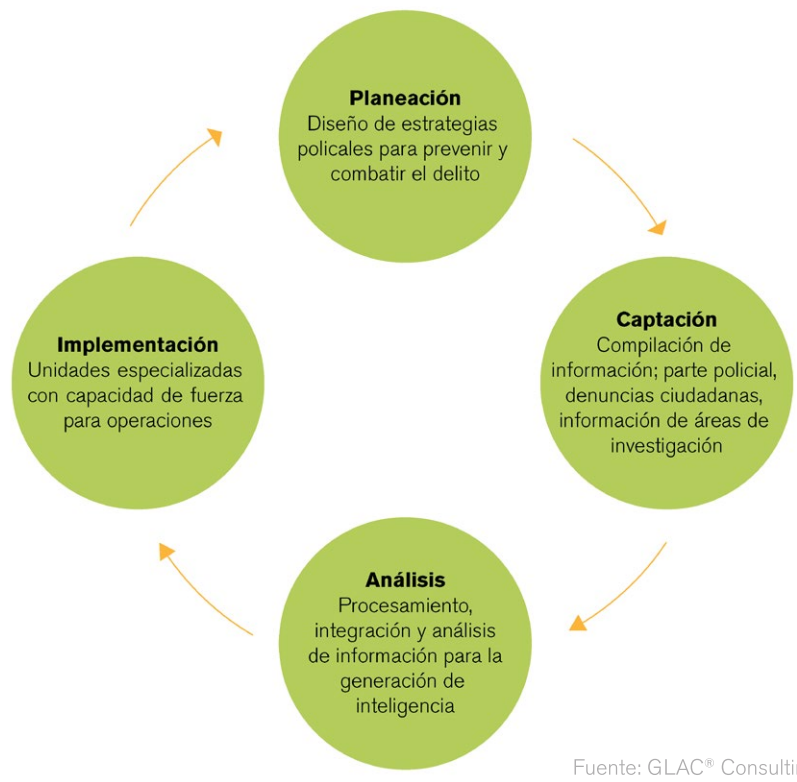 Planeación
Diseño de estrategias
policales para prevenir y
combatir el delito
Captación
Compilación de
información; parte policial,
denuncias ciudadanas,
información de áreas de
investigación
Análisis
Procesamiento,
integración y análisis
de información para la
generación de
inteligencia
Implementación
Unidades especializadas
con capacidad de fuerza
para operaciones
Fuente: GLAC® Consulti